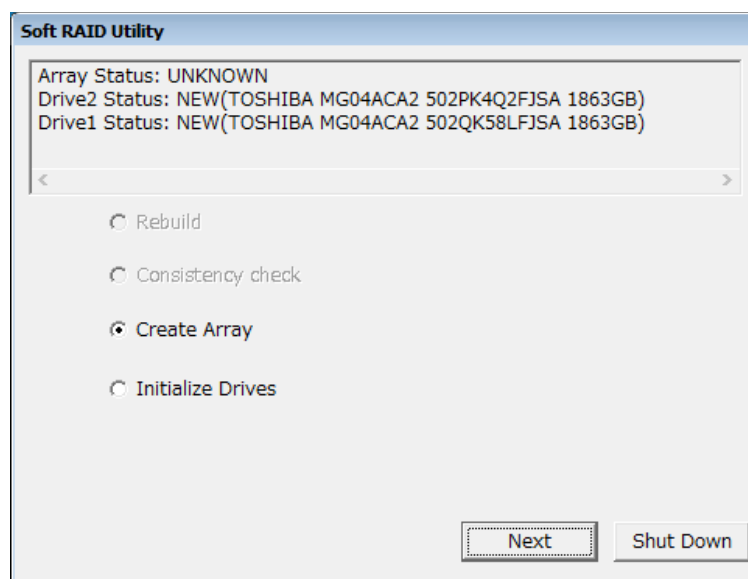 Soft RAID Utility
Array Status: UNKNOWN
Drive2 Status: NEW(TOSHIBA MG04ACA2 502PK4Q2FJSA 1863GB)
Drive1 Status: NEW(TOSHIBA MG04ACA2 502QK58LFJSA 1863GB)
Rebuild
Consistency check
Create Array
Initialize Drives
Next Shut Down